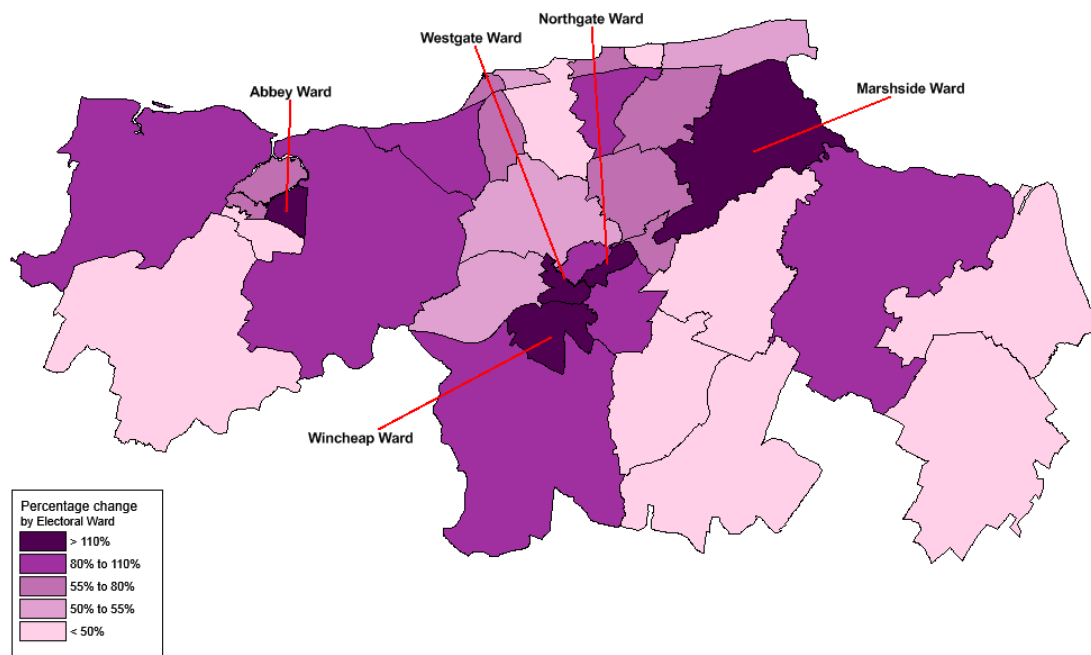 Northgate Ward
Westgate Ward
Abbey Ward
Marshside Ward
Wincheap Ward
Percentage change
by Electoral Ward
> 110%
80% to 110%
55% to 80%
50% to 55%
< 50%